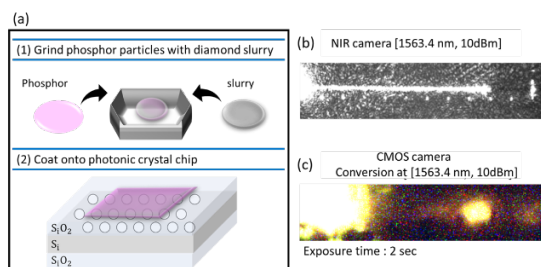 (a)
(1) Grind phosphor particles with diamond slurry
Phosphor
slurry
(2) Coat onto photonic crystal chip
SiO2
Si
SiO2
(b)
NIR camera [1563.4 nm, 10dBm]
(c)
CMOS camera
Conversion at [1563.4 nm, 10dBm]
Exposure time : 2 sec